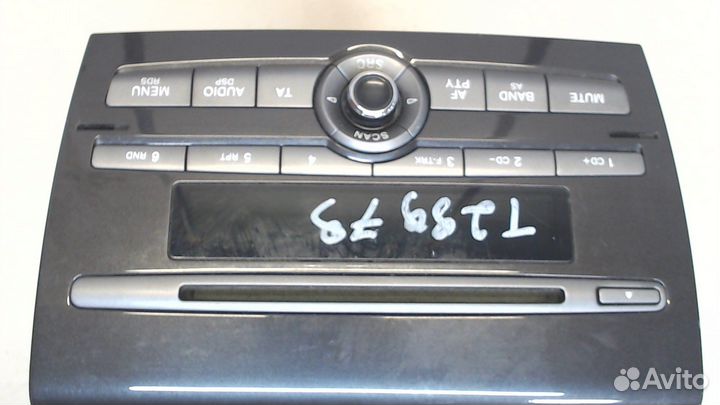 T28973
1 CD+
2 CD-
3 F-TRK
4
5 RPT
6 RND
SCAN
MUTE
BAND
AS
AF
PTY
SRC
TA
AUDIO
DSP
MENU
RDS
Avito